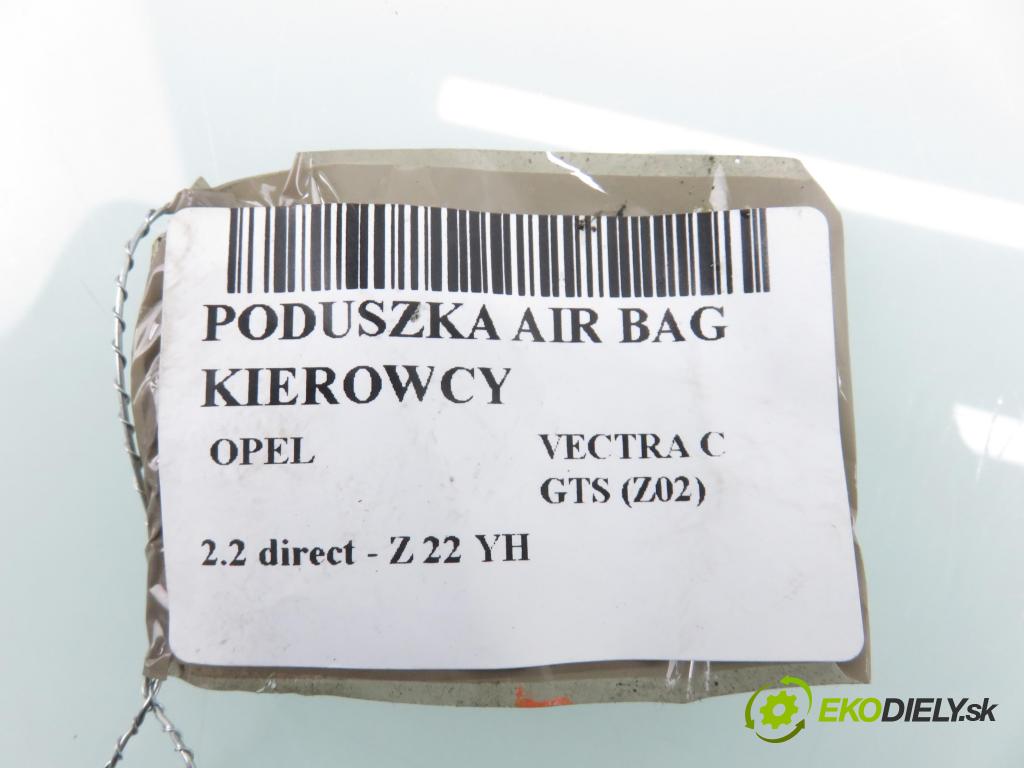 PODUSZKA AIR BAG
KIEROWCY
OPEL
VECTRA C
GTS (Z02)
2.2 direct - Z 22 YH
EKODIELY.sk